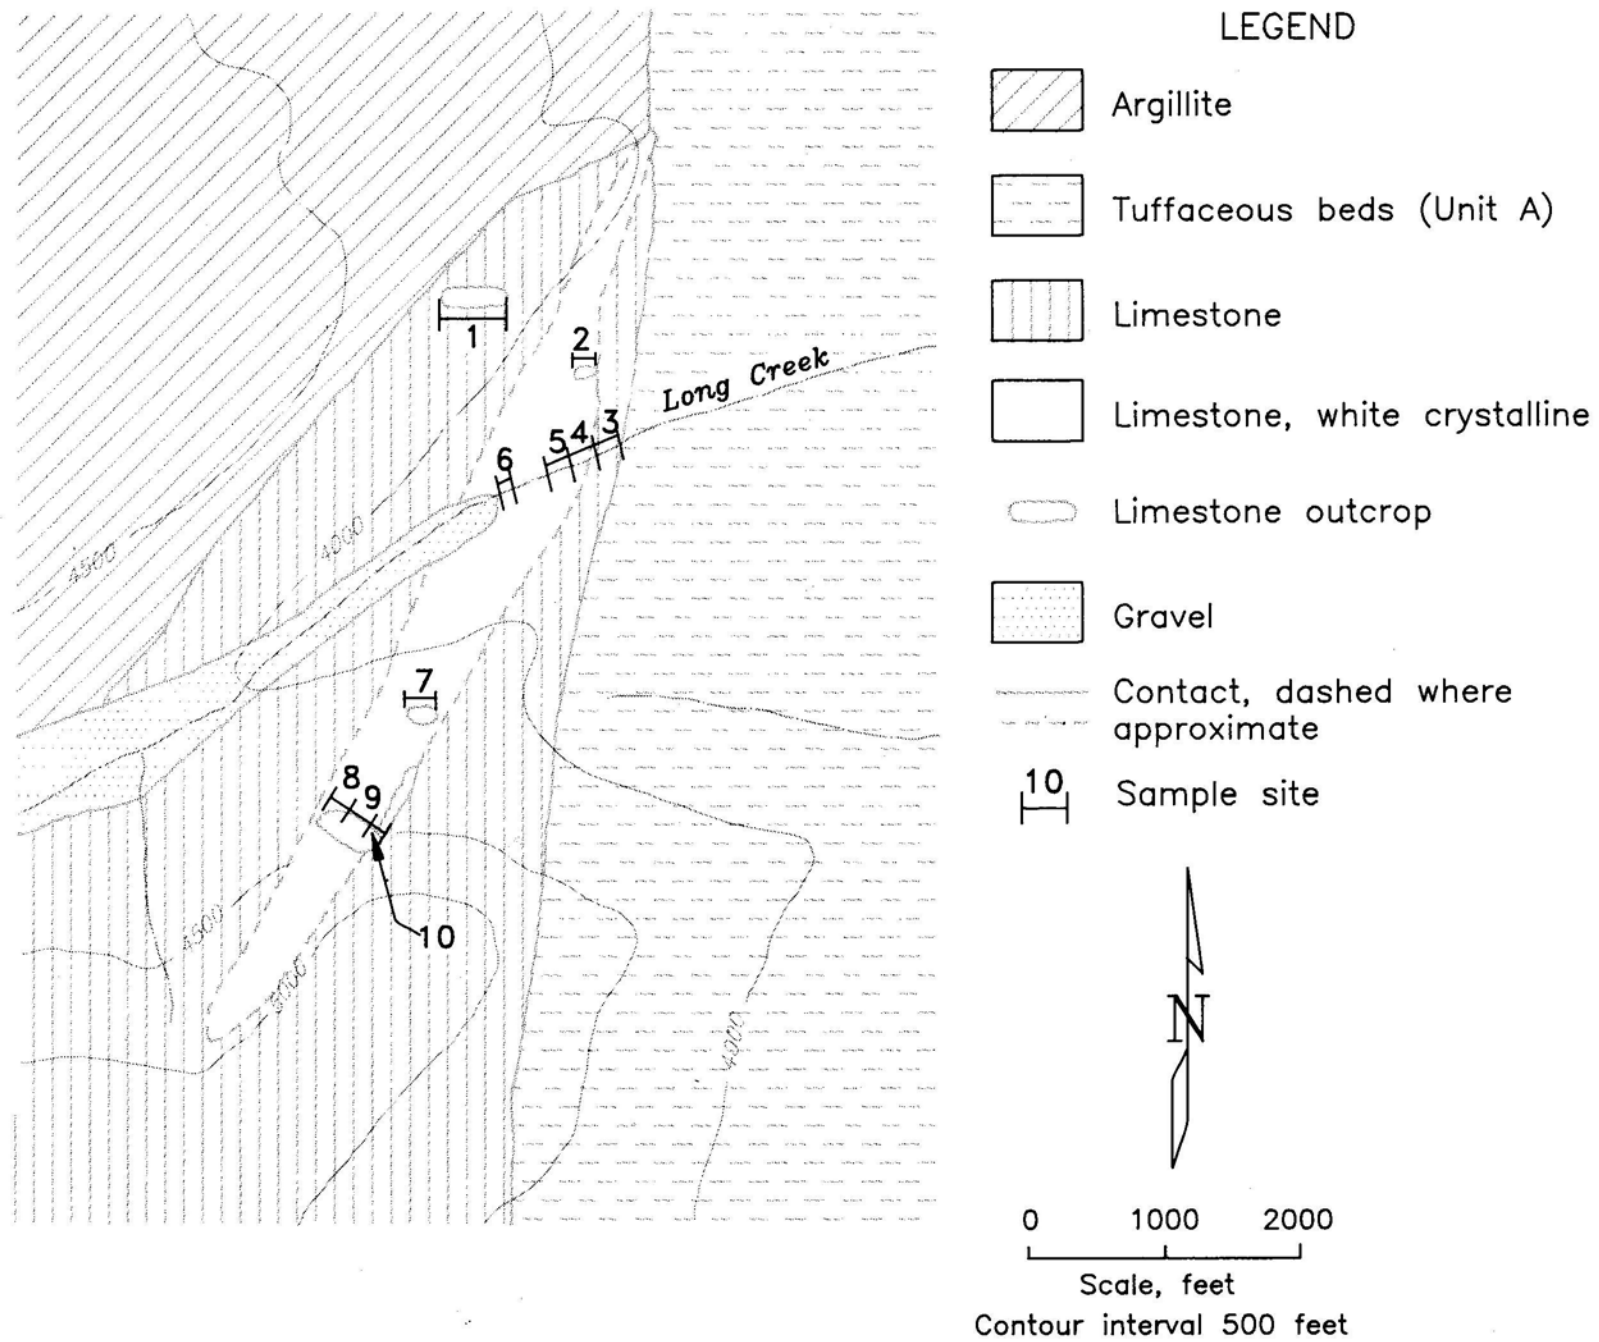 LEGEND
Argillite
Tuffaceous beds (Unit A)
Limestone
Limestone, white crystalline
Limestone outcrop
Gravel
Contact, dashed where
approximate
10
Sample site
N
0 1000 2000
Scale, feet
Contour interval 500 feet
1
2
Long Creek
3
4
5
6
4000
4500
7
8
9
10
4500
5000
4000